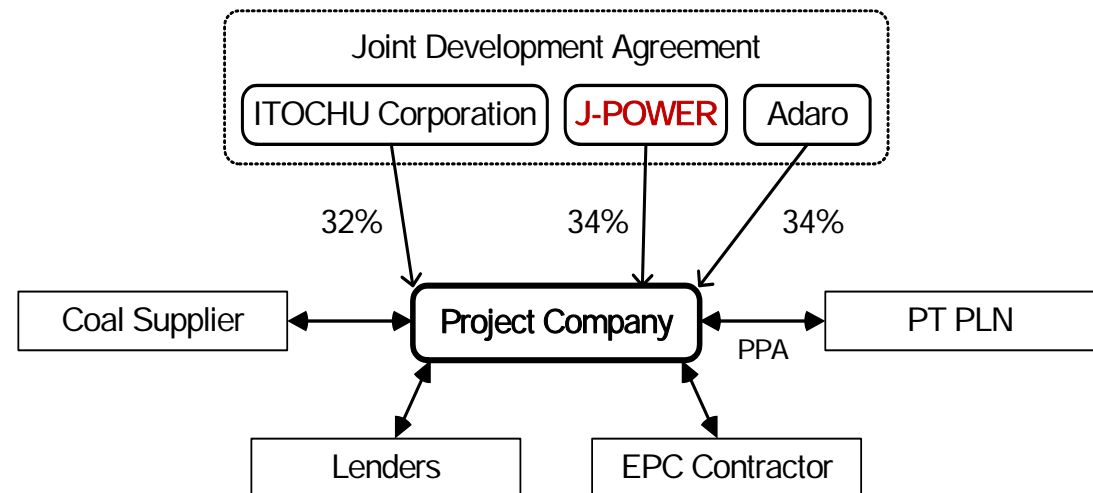 Joint Development Agreement
ITOCHU Corporation
J-POWER
Adaro
32%
34%
34%
Coal Supplier
Project Company
PPA
PT PLN
Lenders
EPC Contractor